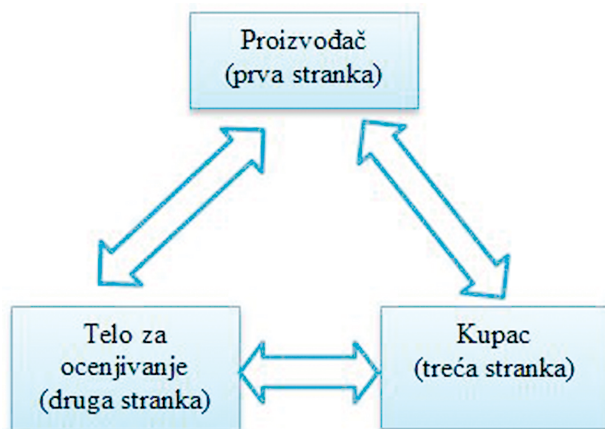 Proizvođač
(prva stranka)
Telo za
ocenjivanje
(druga stranka)
Kupac
(treća stranka)